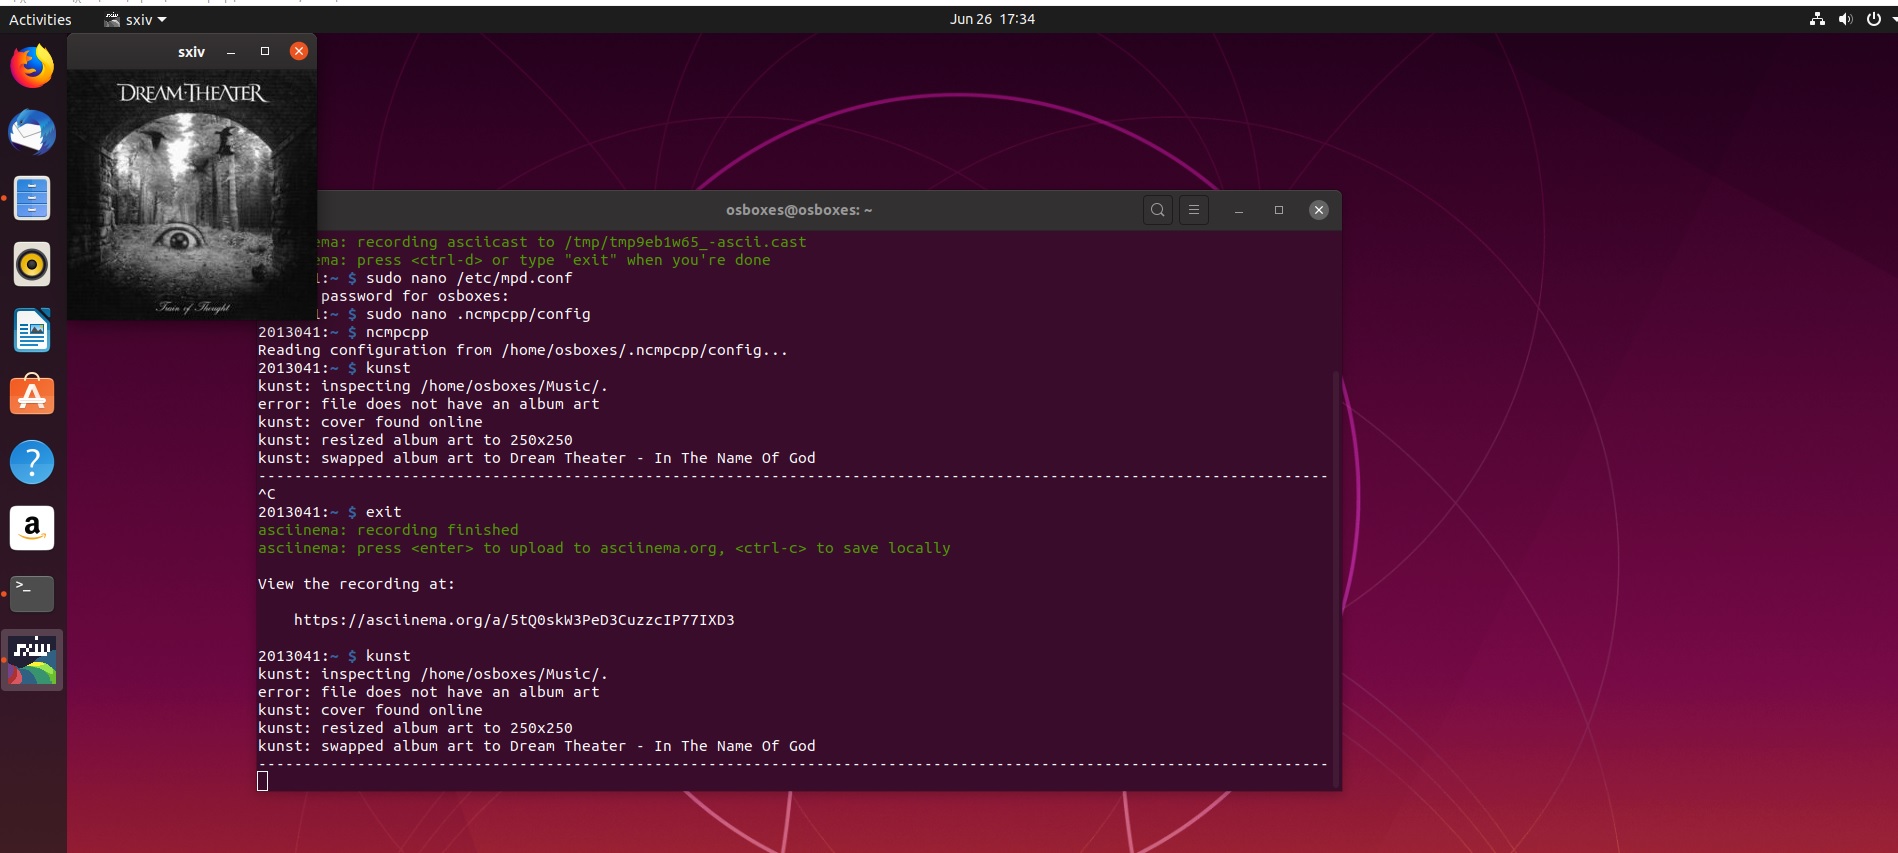 Activities
sxiv
Jun 26 17:34
sxiv
DREAM THEATER
Train of Thought
osboxes@osboxes: ~
ema: recording asciicast to /tmp/tmp9eb1w65_-ascii.cast
ema: press <ctrl-d> or type "exit" when you're done
1:~ $ sudo nano /etc/mpd.conf
password for osboxes:
1:~ $ sudo nano .ncmpcpp/config
2013041:~ $ ncmpcpp
Reading configuration from /home/osboxes/.ncmpcpp/config...
2013041:~ $ kunst
kunst: inspecting /home/osboxes/Music/.
error: file does not have an album art
kunst: cover found online
kunst: resized album art to 250x250
kunst: swapped album art to Dream Theater - In The Name Of God
-----------------------------------------------------------------------------------------------------------------------
^C
2013041:~ $ exit
asciinema: recording finished
asciinema: press <enter> to upload to asciinema.org, <ctrl-c> to save locally
View the recording at:
https://asciinema.org/a/5tQ0skW3PeD3CuzzcIP77IXD3
2013041:~ $ kunst
kunst: inspecting /home/osboxes/Music/.
error: file does not have an album art
kunst: cover found online
kunst: resized album art to 250x250
kunst: swapped album art to Dream Theater - In The Name Of God
-----------------------------------------------------------------------------------------------------------------------